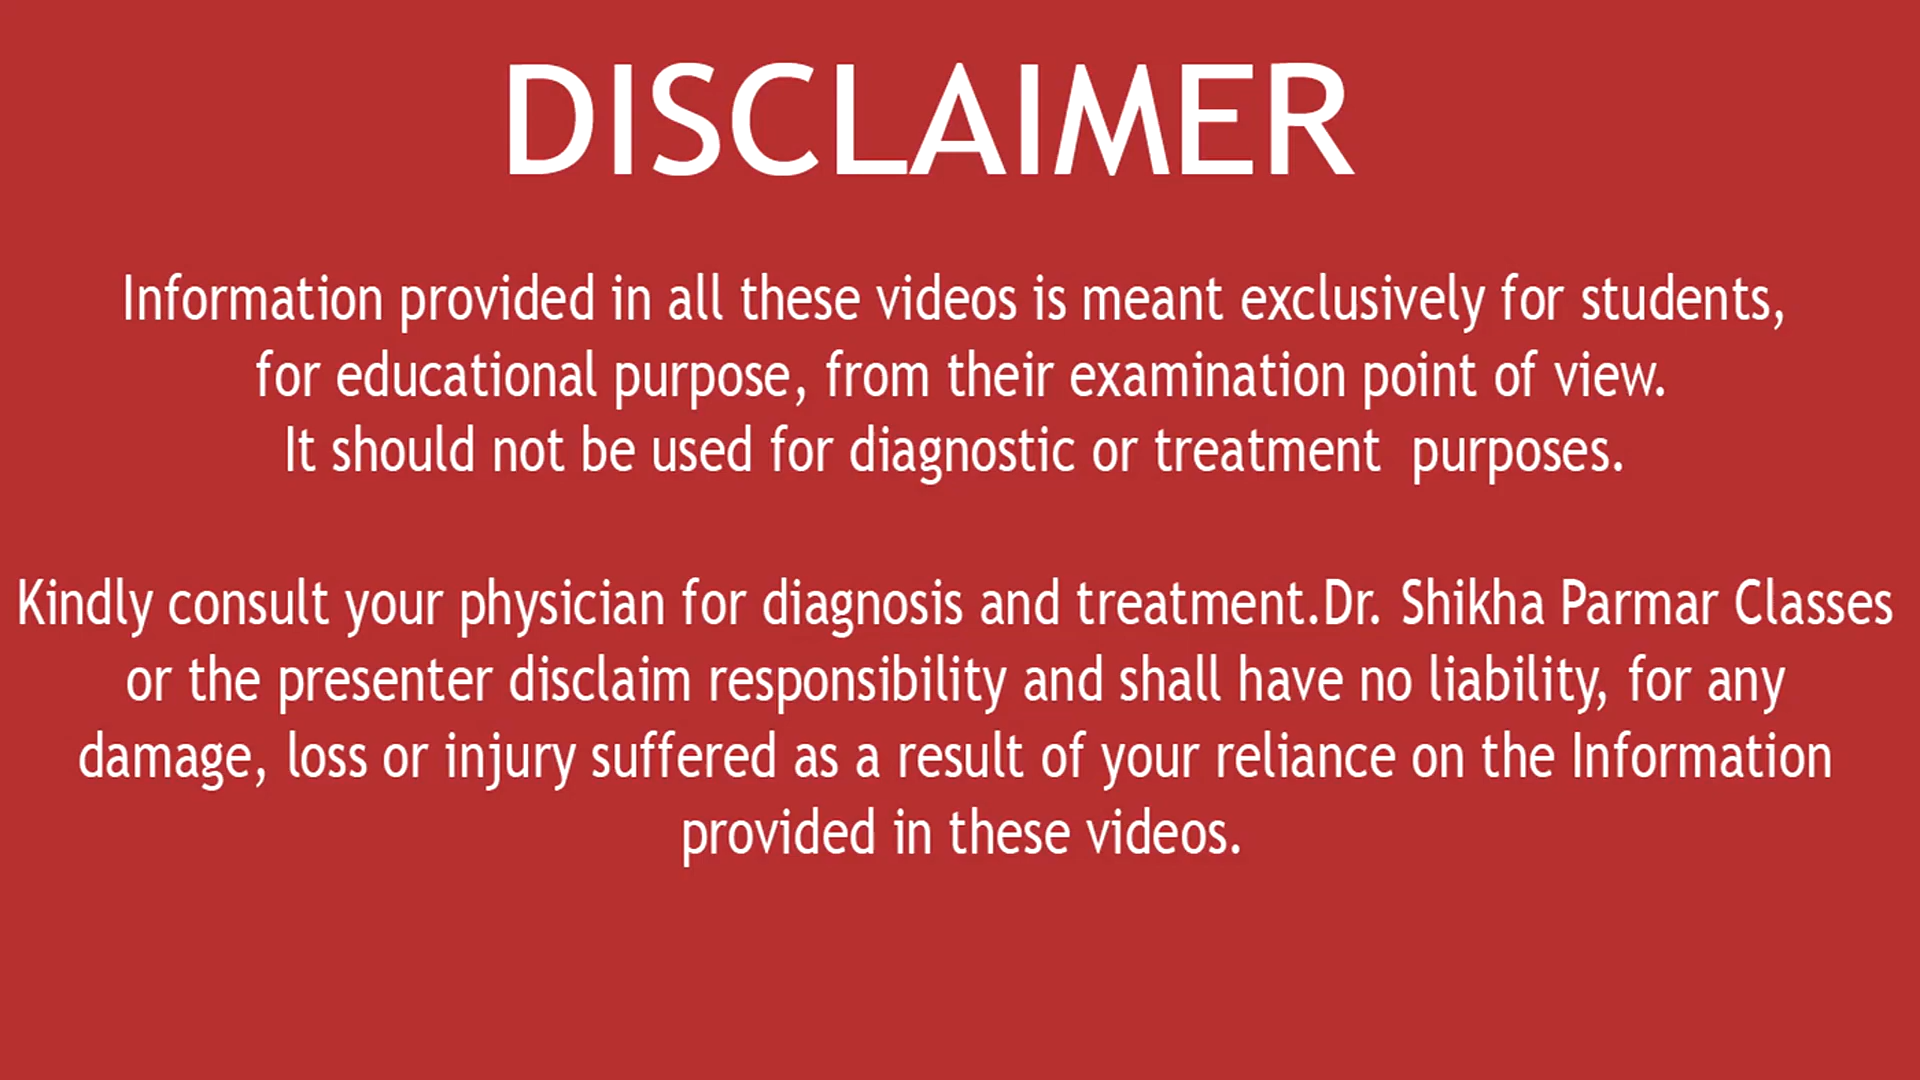 DISCLAIMER
Information provided in all these videos is meant exclusively for students,
for educational purpose, from their examination point of view.
It should not be used for diagnostic or treatment  purposes.
Kindly consult your physician for diagnosis and treatment.Dr. Shikha Parmar Classes
or the presenter disclaim responsibility and shall have no liability, for any
damage, loss or injury suffered as a result of your reliance on the Information
provided in these videos.